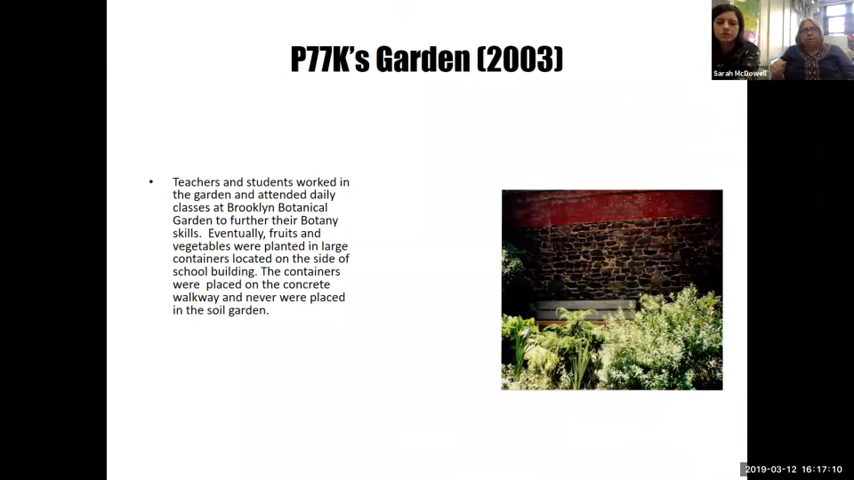 P77K's Garden (2003)
Sarah McDowell
• Teachers and students worked in
the garden and attended daily
classes at Brooklyn Botanical
Garden to further their Botany
skills.  Eventually, fruits and
vegetables were planted in large
containers located on the side of
school building. The containers
were  placed on the concrete
walkway and never were placed
in the soil garden.
2019-03-12  16:17:10